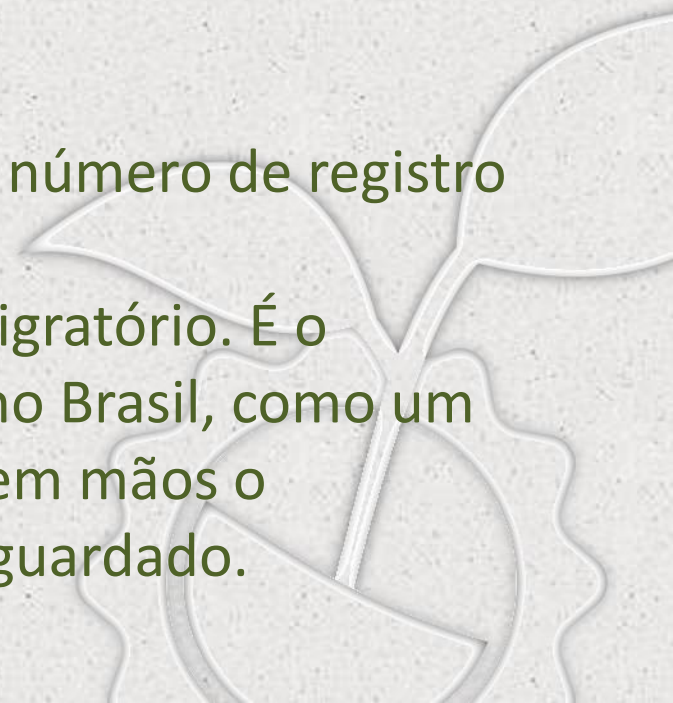 número de registro
igratório. É o
no Brasil, como um
em mãos o
guardado.